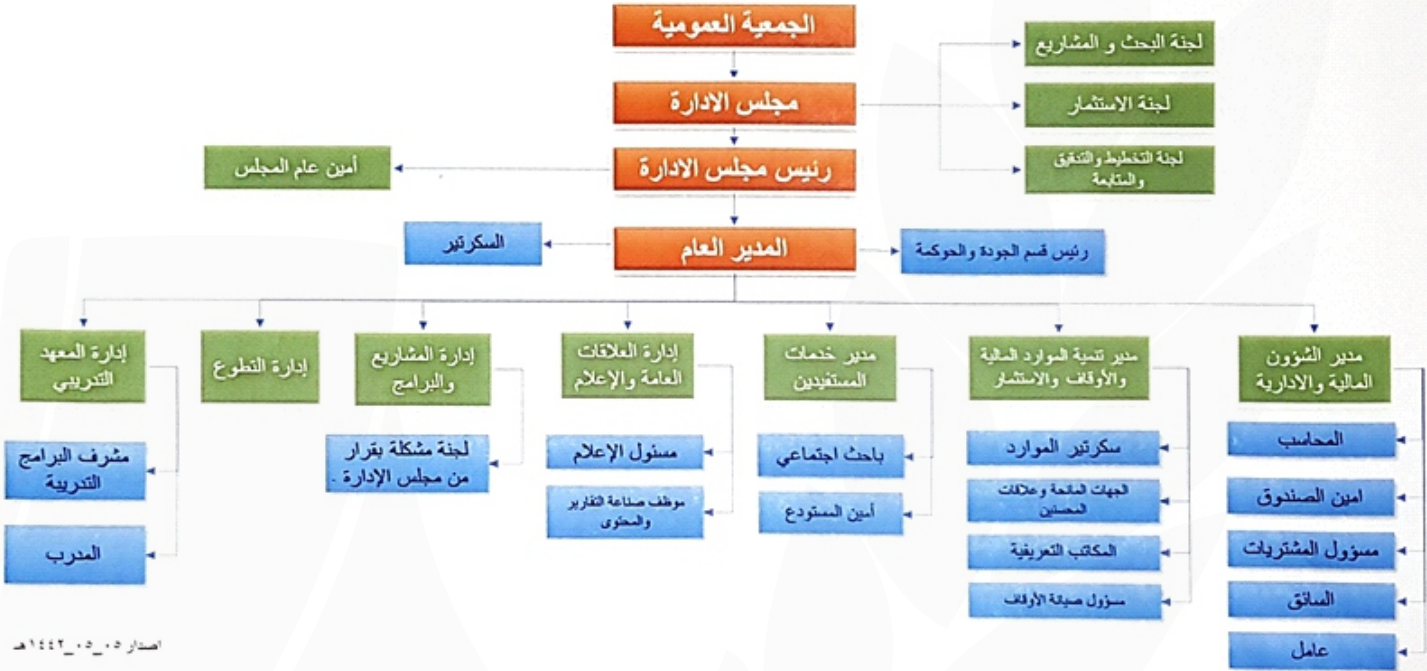 الجمعية العمومية
لجنة البحث و المشاريع
مجلس الادارة
لجنة الاستثمار
رئيس مجلس الادارة
أمين عام المجلس
لجنة التخطيط والتدقيق
والمتابعة
المدير العام
السكرتير
رئيس قسم الجودة والحوكمة
مدير الشؤون
المالية والادارية
مدير تنمية الموارد المالية
والأوقاف والاستثمار
مدير خدمات
المستفيدين
إدارة العلاقات
العامة والإعلام
إدارة المشاريع
والبرامج
إدارة التطوع
إدارة المعهد
التدريبي
المحاسب
امين الصندوق
مسؤول المشتريات
السائق
عامل
سكرتير الموارد
الجهات المانحة وعلاقات
المحسنين
المكاتب التعريفية
مسؤول صيانة الأوقاف
باحث اجتماعي
أمين المستودع
مسئول الإعلام
موظف صناعة التقارير
والمحتوى
لجنة مشكلة بقرار
من مجلس الإدارة .
مشرف البرامج
التدريبة
المدرب
اصدار ٠٥_٠٥_١٤٤٢هـ